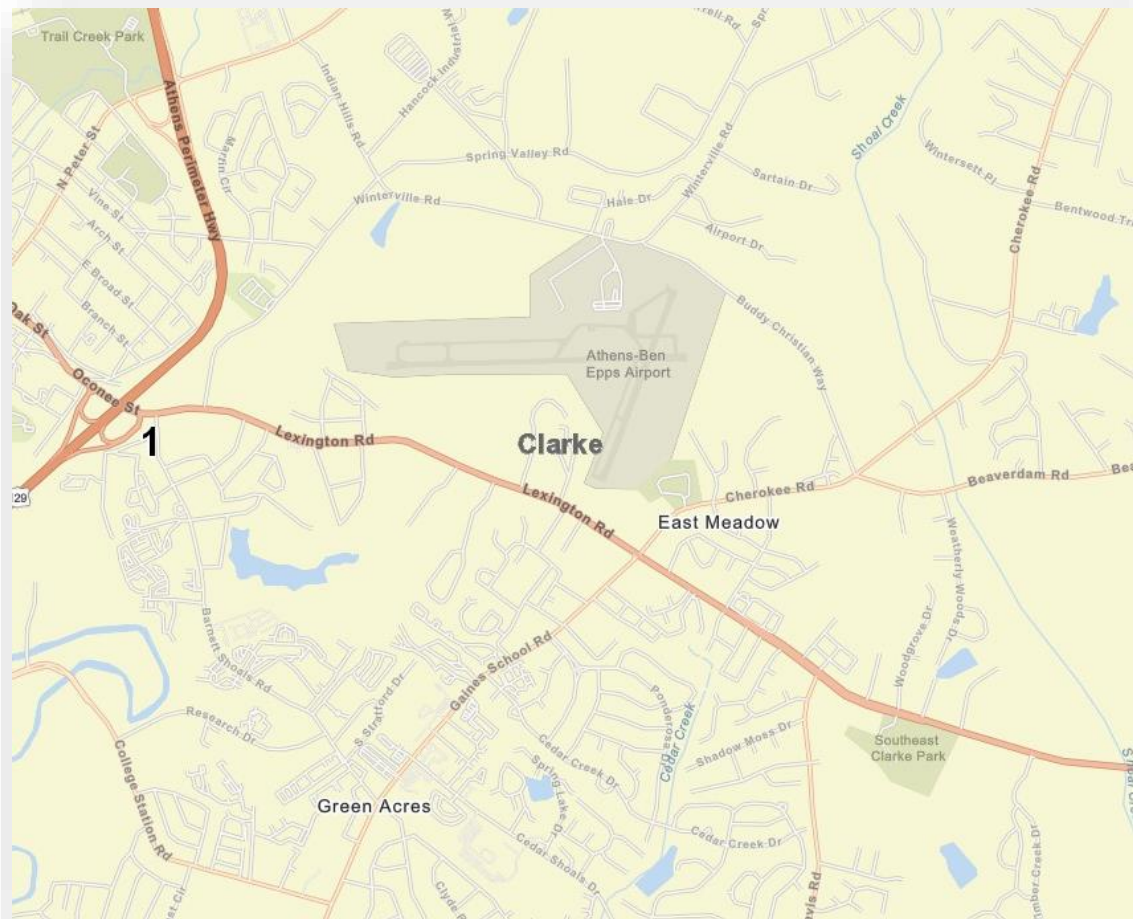 Trail Creek Park
Athens Perimeter Hwy
Indian Hills Rd
Hancock Industrial
Shoal Creek
N Peter St
Martin Cir
Spring Valley Rd
Winterville Rd
Sartain Dr
Wintersett Pl
Cherokee Rd
Vine St
Winterville Rd
Hale Dr
Bentwood
Arch St
Airport Dr
E Broad St
Branch St
Buddy Christian Way
Oak St
Athens-Ben
Epps Airport
Oconee St
1
Lexington Rd
Clarke
Beaverdam Rd
129
Lexington Rd
Cherokee Rd
East Meadow
Weatherly Woods Dr
Barnett Shoals Rd
Woodgrove Dr
Gaines School Rd
Research Dr
S Stratford Dr
Ponderosa
Cedar Creek
Shadow Moss Dr
Southeast
Clarke Park
College Station Rd
Cedar Creek Dr
Spring Lake Dr
Green Acres
Cedar Creek Dr
Cedar Shoals Dr